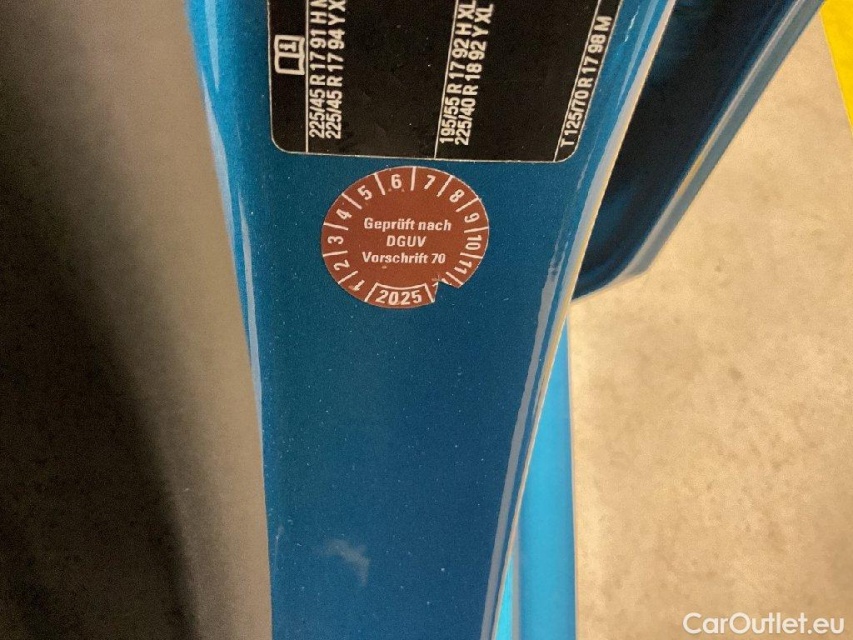 225/45 R 17 91 H
225/45 R 17 94 Y X
195/55 R 17 92 H XL
225/40 R 18 92 Y XL
T 125/70 R 17 98 M
1 2 3 4 5 6 7 8 9 10 11
Geprüft nach
DGUV
Vorschrift 70
2025
CarOutlet.eu